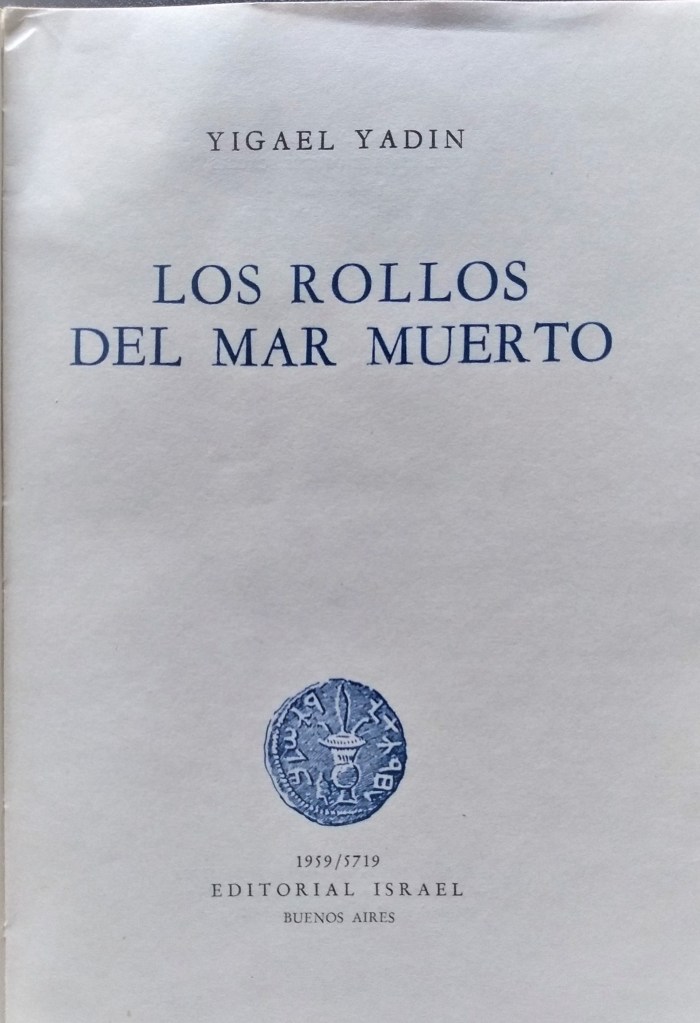 YIGAEL YADIN
LOS ROLLOS
DEL MAR MUERTO
1959/5719
EDITORIAL ISRAEL
BUENOS AIRES